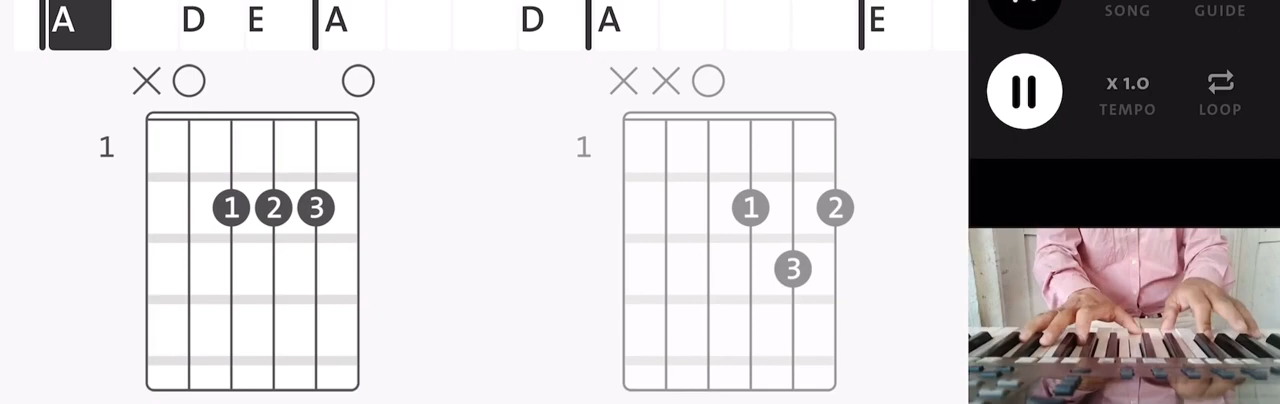 A D E A D A E
SONG GUIDE
X 1.0
TEMPO LOOP
1
1 2 3
1
1 2
3